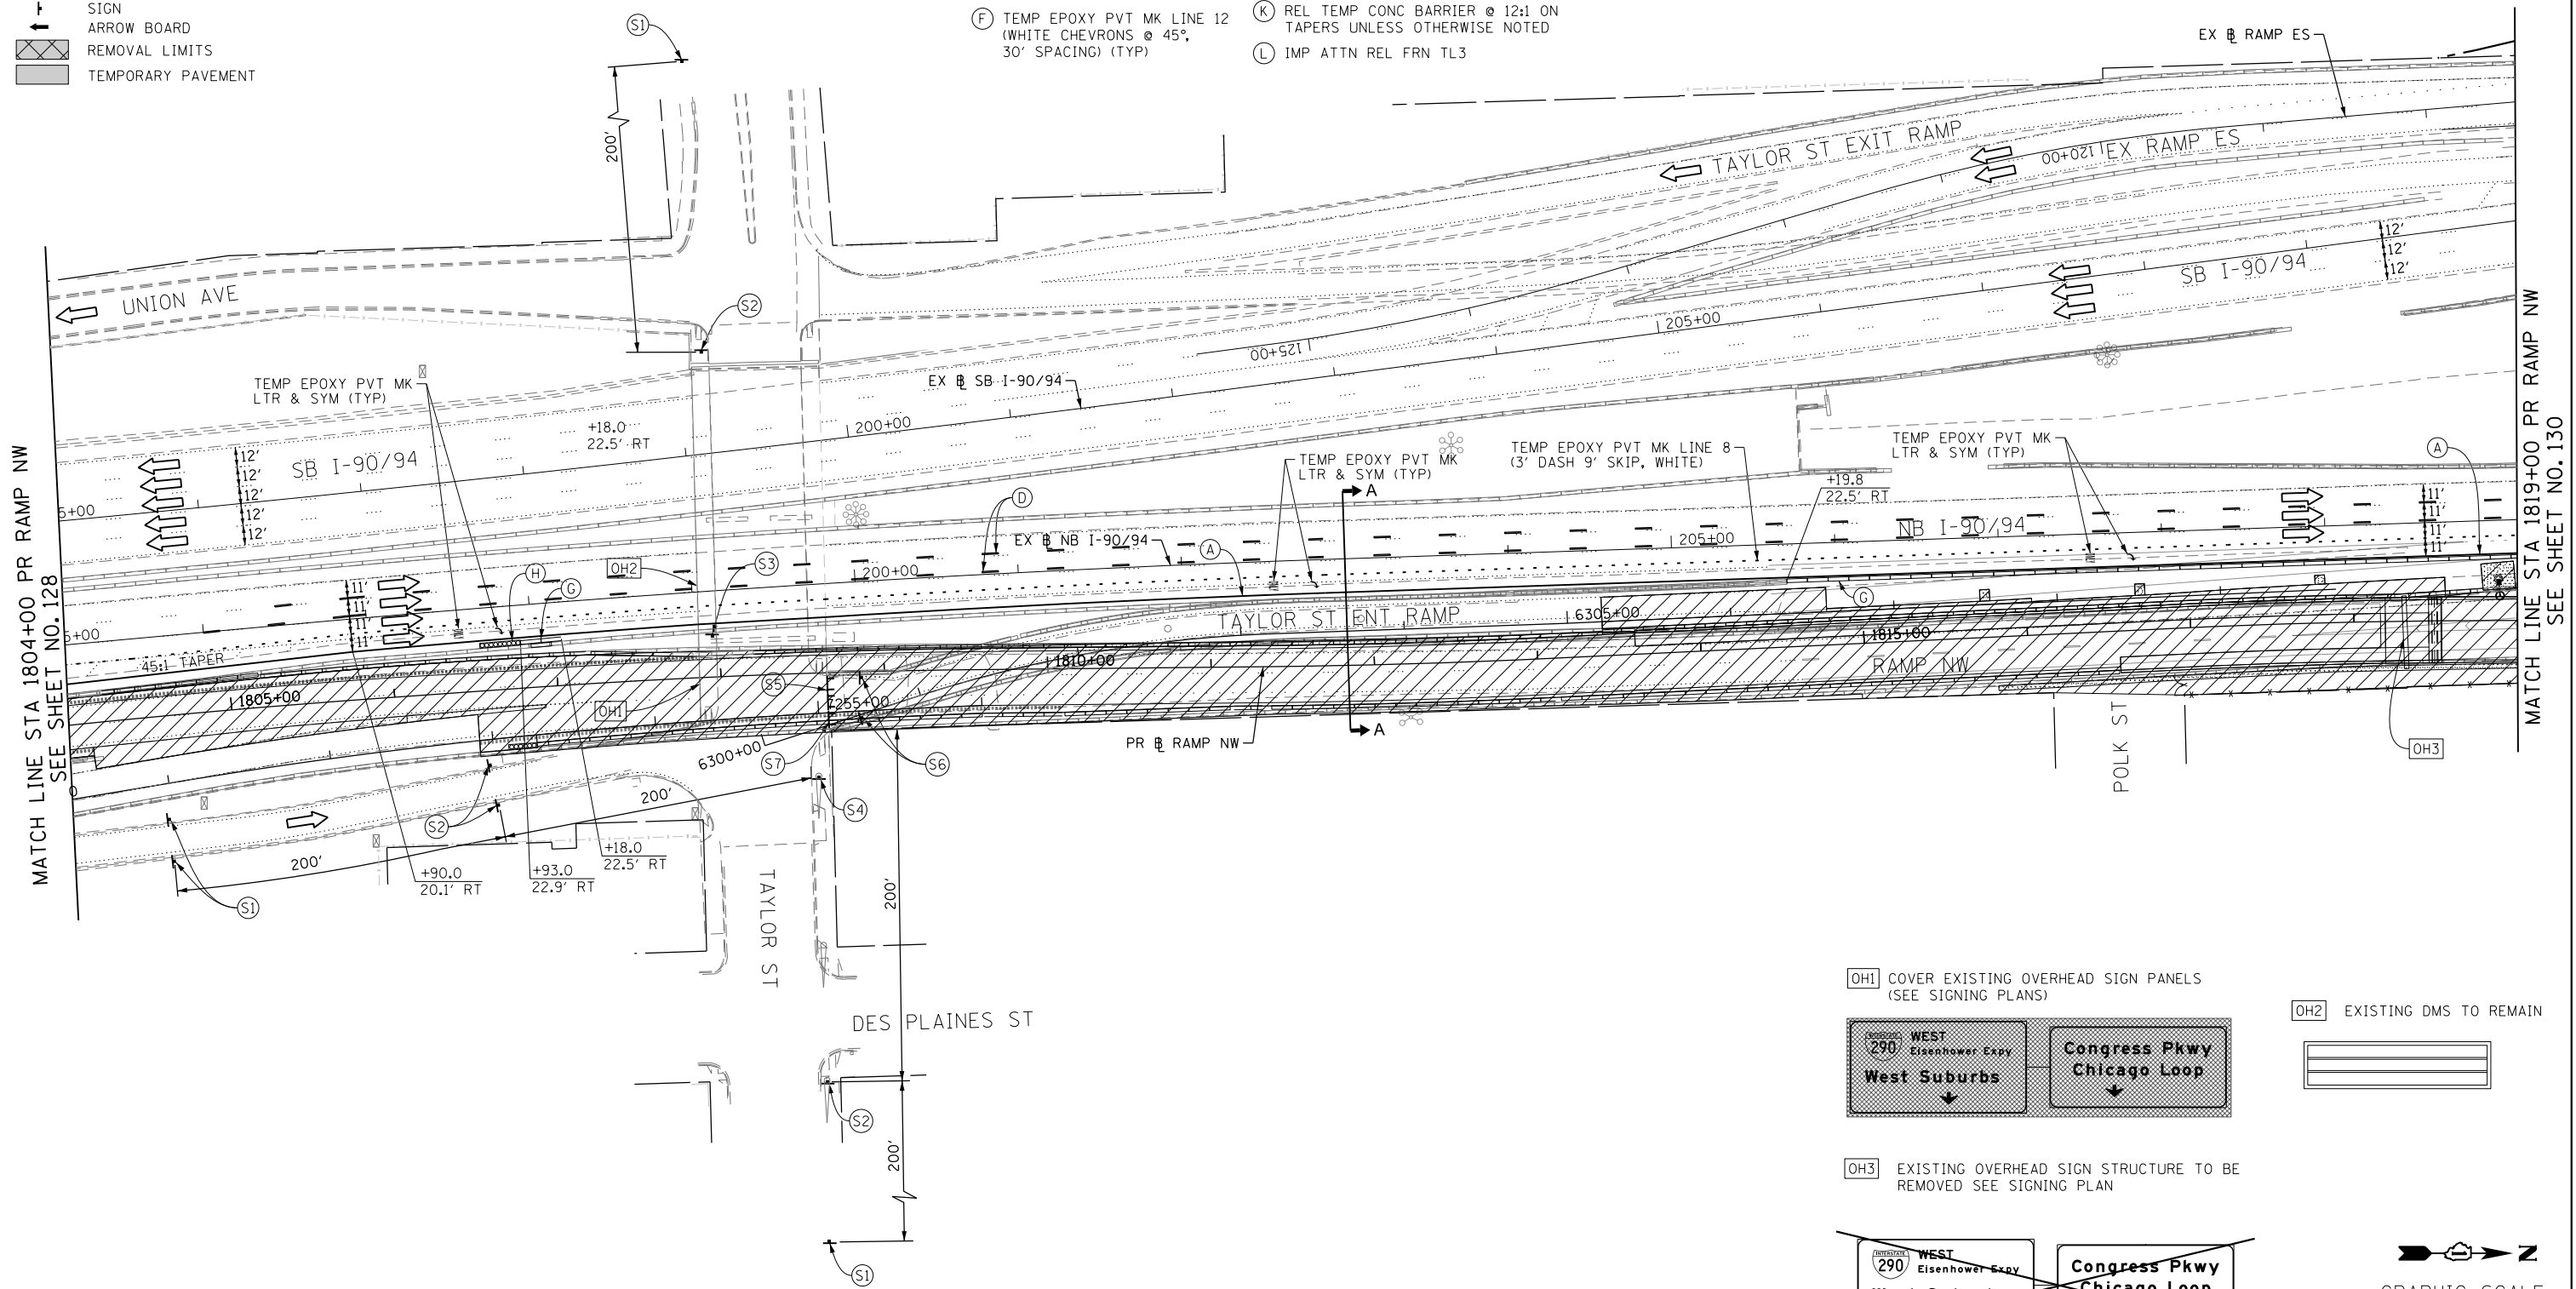 SIGN
ARROW BOARD
REMOVAL LIMITS
TEMPORARY PAVEMENT
F TEMP EPOXY PVT MK LINE 12
(WHITE CHEVRONS @ 45°,
30' SPACING) (TYP)
K REL TEMP CONC BARRIER @ 12:1 ON
TAPERS UNLESS OTHERWISE NOTED
L IMP ATTN REL FRN TL3
S1
200'
EX ℄ RAMP ES
TAYLOR ST EXIT RAMP
120+00
EX RAMP ES
12'
12'
12'
SB I-90/94
UNION AVE
S2
205+00
125+00
TEMP EPOXY PVT MK
LTR & SYM (TYP)
EX ℄ SB I-90/94
+18.0
22.5' RT
200+00
SB I-90/94
12'
12'
12'
12'
12'
5+00
TEMP EPOXY PVT MK
LTR & SYM (TYP)
TEMP EPOXY PVT MK LINE 8
(3' DASH 9' SKIP, WHITE)
TEMP EPOXY PVT MK
LTR & SYM (TYP)
A
+19.8
22.5' RT
A
D
EX ℄ NB I-90/94
A
205+00
NB I-90/94
11'
11'
11'
11'
OH2
S3
H
G
200+00
11'
11'
11'
11'
5+00
45:1 TAPER
TAYLOR ST ENT RAMP
6305+00
G
1815+00
RAMP NW
1810+00
1805+00
S5
OH1
255+00
6300+00
S7
S6
PR ℄ RAMP NW
A
POLK ST
OH3
MATCH LINE STA 1804+00 PR RAMP NW
SEE SHEET NO. 128
MATCH LINE STA 1819+00 PR RAMP NW
SEE SHEET NO. 130
0
S2
200'
S4
200'
S1
+90.0
20.1' RT
+93.0
22.9' RT
+18.0
22.5' RT
TAYLOR ST
200'
DES PLAINES ST
S2
200'
S1
OH1 COVER EXISTING OVERHEAD SIGN PANELS
(SEE SIGNING PLANS)
INTERSTATE
290
WEST
Eisenhower Expy
West Suburbs
Congress Pkwy
Chicago Loop
OH2 EXISTING DMS TO REMAIN
OH3 EXISTING OVERHEAD SIGN STRUCTURE TO BE
REMOVED SEE SIGNING PLAN
INTERSTATE
290
WEST
Eisenhower Expy
Congress Pkwy
Chicago Loop
N
GRAPHIC SCALE